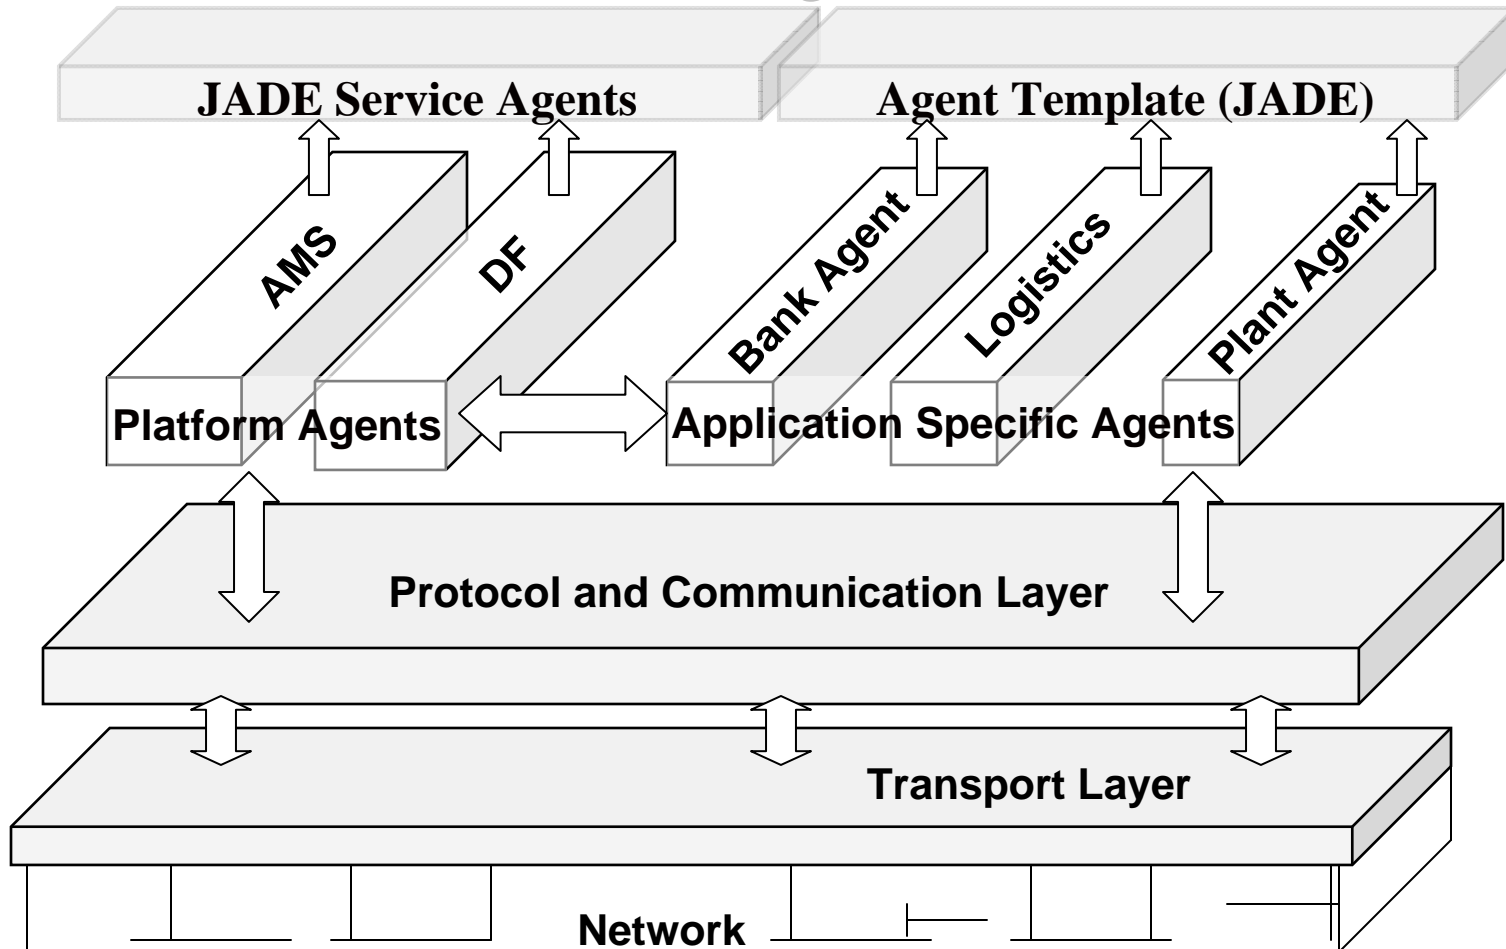 JADE Service Agents
Agent Template (JADE)
AMS
DF
Bank Agent
Logistics
Plant Agent
Platform Agents
Application Specific Agents
Protocol and Communication Layer
Transport Layer
Network